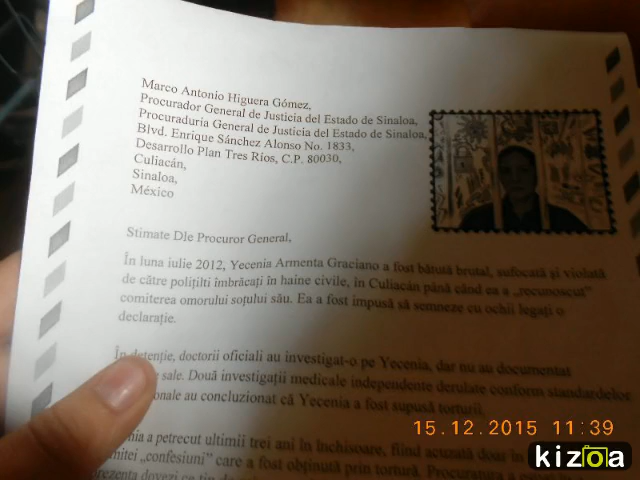 Marco Antonio Higuera Gómez,
Procurador General de Justicia del Estado de Sinaloa,
Procuraduría General de Justicia del Estado de Sinaloa,
Blvd. Enrique Sánchez Alonso No. 1833,
Desarrollo Plan Tres Ríos, C.P. 80030,
Culiacán,
Sinaloa,
México
Stimate Dle Procuror General,
În luna iulie 2012, Yecenia Armenta Graciano a fost bătută brutal, sufocată și violată
de către polițiști îmbrăcați în haine civile, în Culiacán până când ea a „recunoscut”
comiterea omorului soțului său. Ea a fost impusă să semneze cu ochii legați o
declarație.
În detenție, doctorii oficiali au investigat-o pe Yecenia, dar nu au documentat
sale. Două investigații medicale independente derulate conform standardelor
au concluzionat că Yecenia a fost supusă torturii.
a petrecut ultimii trei ani în închisoare, fiind acuzată doar în
„confesiuni” care a fost obținută prin tortură. Procuratura a
dovezi ce țin de
15.12.2015 11:39
kizoa